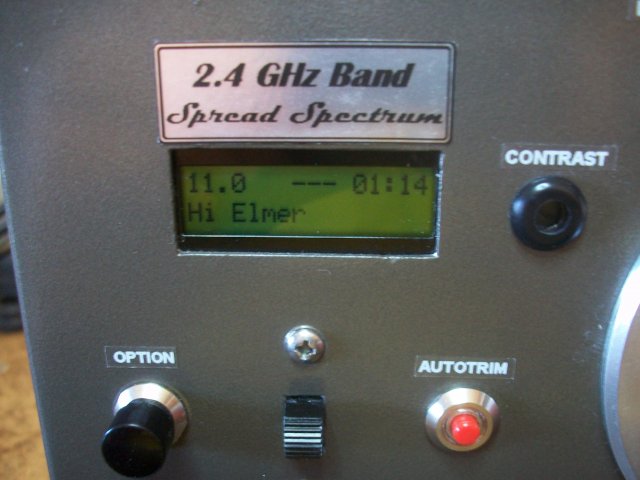 2.4 GHz Band
Spread Spectrum
11.0 --- 01:14
Hi Elmer
CONTRAST
OPTION
AUTOTRIM